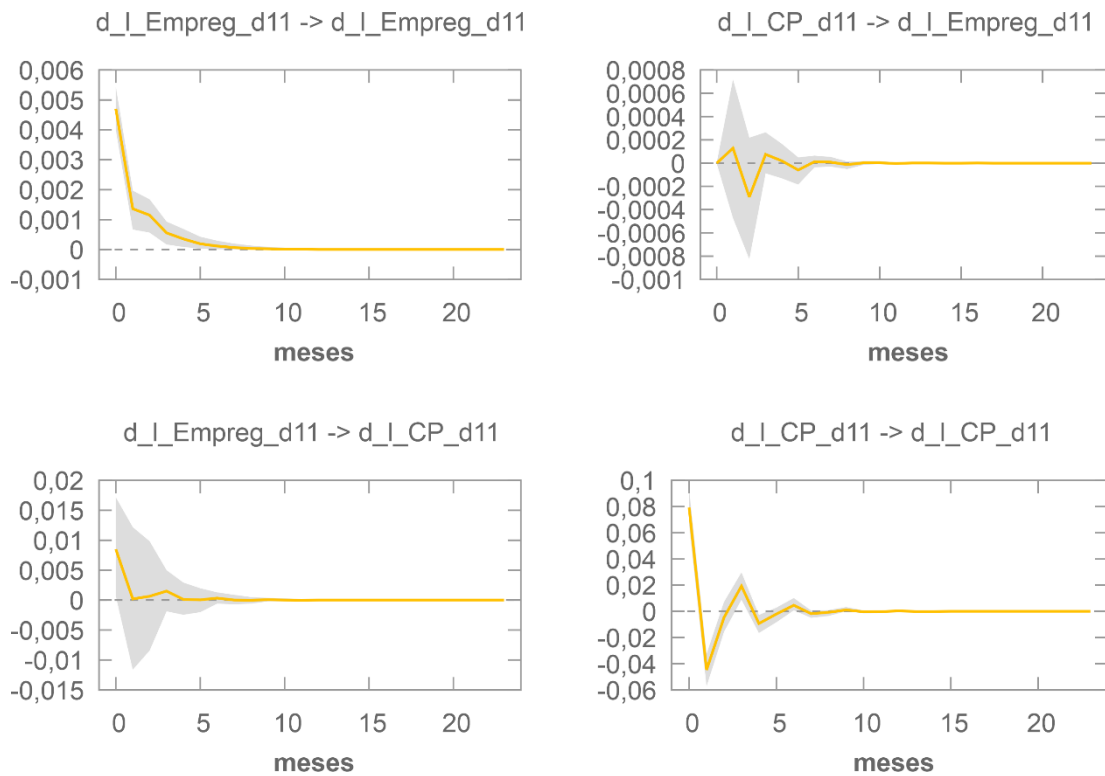 d_l_Empreg_d11 -> d_l_Empreg_d11
0,006
0,005
0,004
0,003
0,002
0,001
0
-0,001
0 5 10 15 20
meses
d_l_CP_d11 -> d_l_Empreg_d11
0,0008
0,0006
0,0004
0,0002
0
-0,0002
-0,0004
-0,0006
-0,0008
-0,001
0 5 10 15 20
meses
d_l_Empreg_d11 -> d_l_CP_d11
0,02
0,015
0,01
0,005
0
-0,005
-0,01
-0,015
0 5 10 15 20
meses
d_l_CP_d11 -> d_l_CP_d11
0,1
0,08
0,06
0,04
0,02
0
-0,02
-0,04
-0,06
0 5 10 15 20
meses